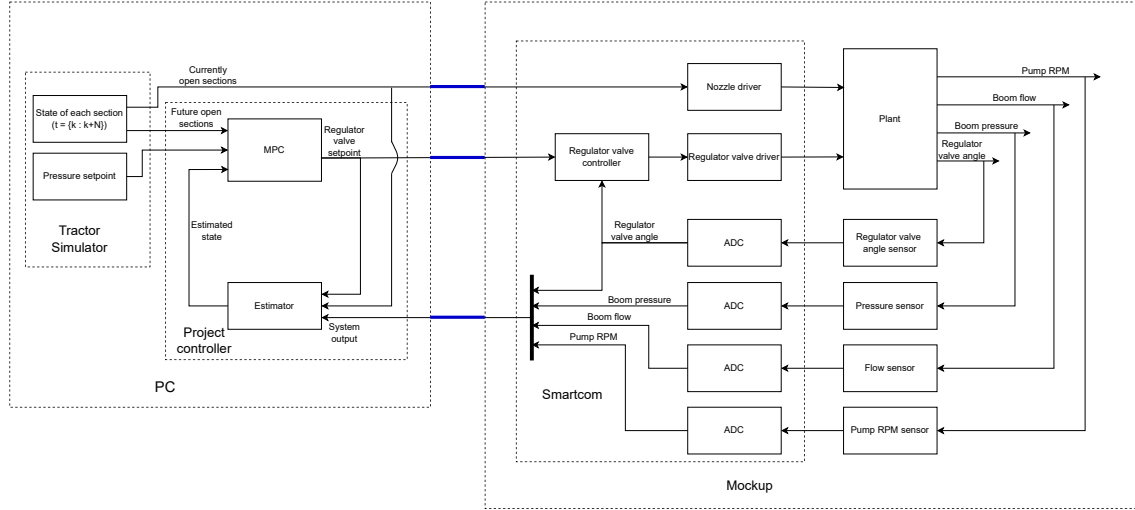 Currently
open sections
State of each section
(t = {k : k+N})
Pressure setpoint
Tractor
Simulator
Future open
sections
MPC
Regulator
valve
setpoint
Estimated
state
Estimator
System
output
Project
controller
PC
Nozzle driver
Regulator valve
controller
Regulator valve driver
Plant
Pump RPM
Boom flow
Boom pressure
Regulator
valve angle
Regulator
valve angle
ADC
Regulator valve
angle sensor
Boom pressure
ADC
Pressure sensor
Boom flow
Pump RPM
ADC
Flow sensor
Smartcom
ADC
Pump RPM sensor
Mockup